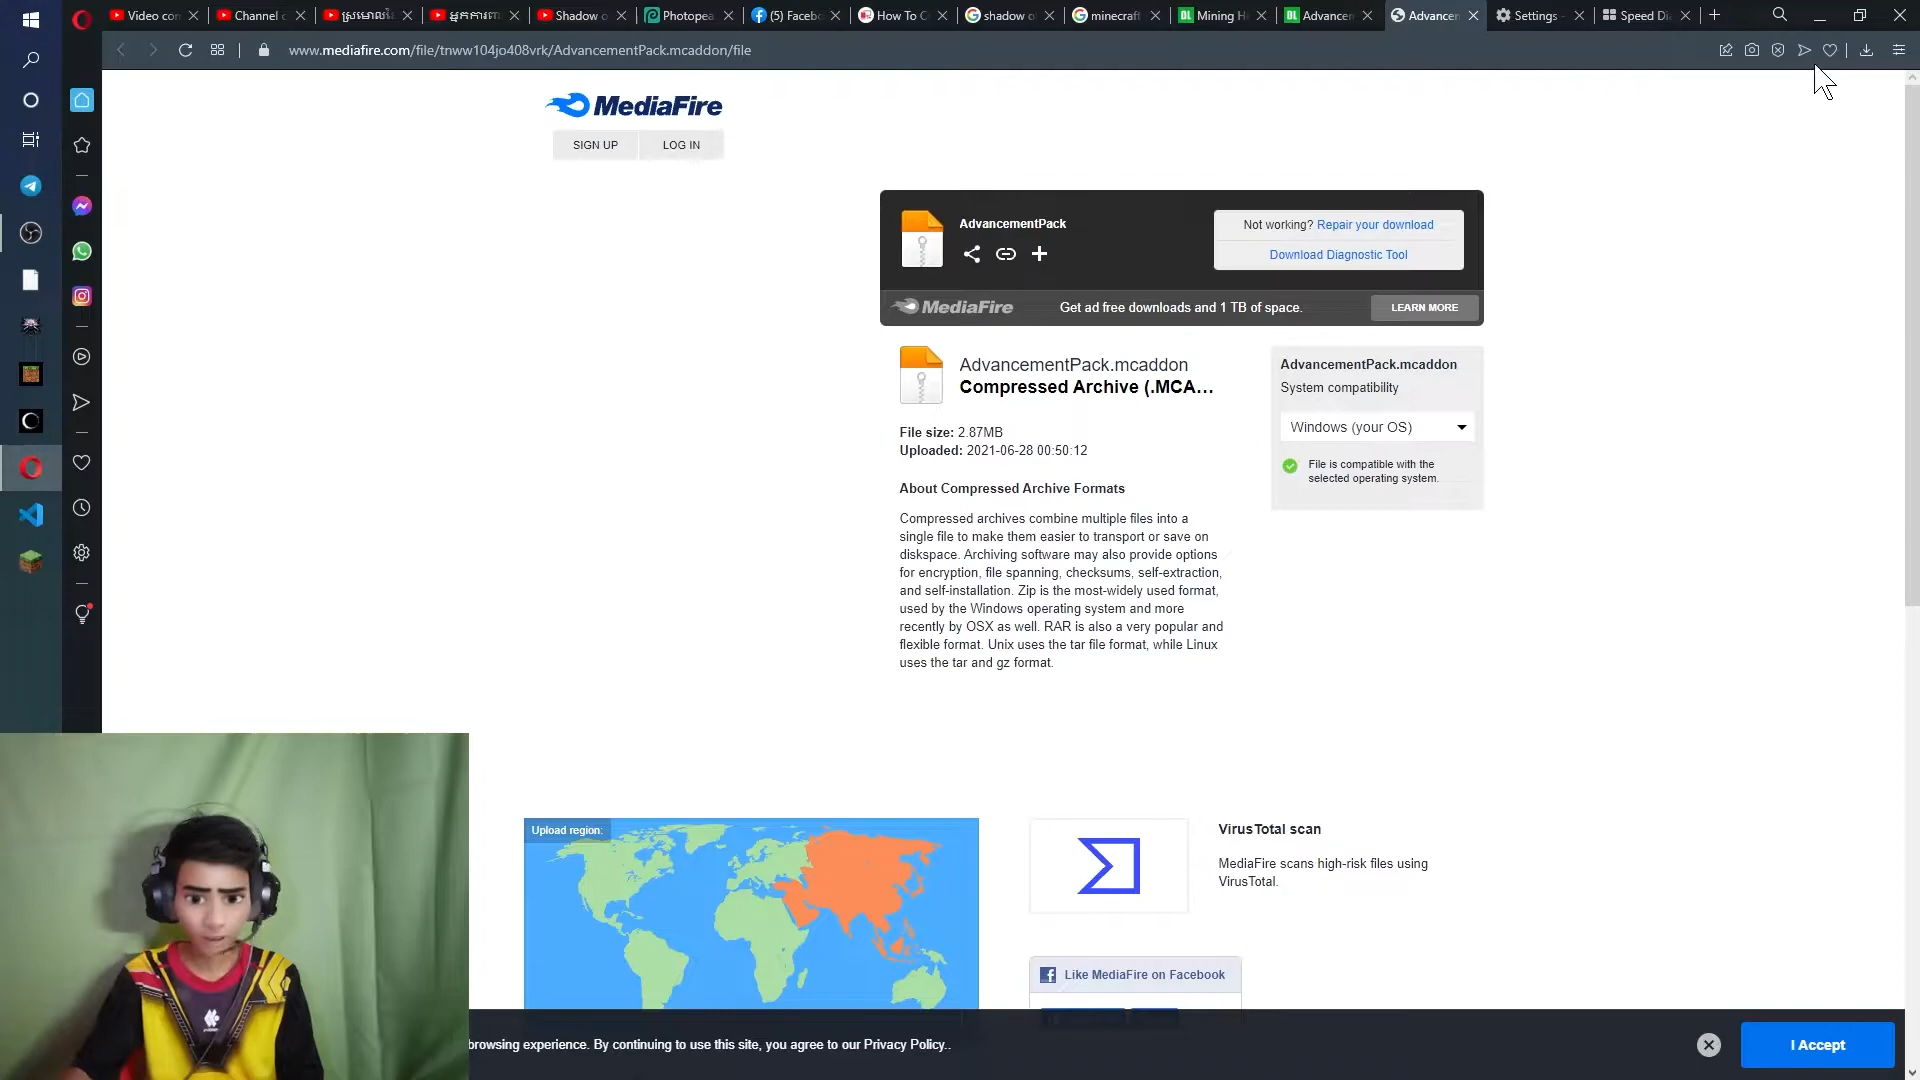 Video con
Channel c
ស្រមោលនៃ
Shadow o
Photopea
(5) Faceb
How To C
shadow o
minecraft
Mining H
Advancen
Advancen
Settings
Speed Dia
www.mediafire.com/file/tnww104jo408vrk/AdvancementPack.mcaddon/file
MediaFire
SIGN UP
LOG IN
AdvancementPack
Not working? Repair your download
Download Diagnostic Tool
MediaFire
Get ad free downloads and 1 TB of space.
LEARN MORE
AdvancementPack.mcaddon
Compressed Archive (.MCA...
File size: 2.87MB
Uploaded: 2021-06-28 00:50:12
About Compressed Archive Formats
Compressed archives combine multiple files into a
single file to make them easier to transport or save on
diskspace. Archiving software may also provide options
for encryption, file spanning, checksums, self-extraction,
and self-installation. Zip is the most-widely used format,
used by the Windows operating system and more
recently by OSX as well. RAR is also a very popular and
flexible format. Unix uses the tar file format, while Linux
uses the tar and gz format.
AdvancementPack.mcaddon
System compatibility
Windows (your OS)
File is compatible with the
selected operating system.
Upload region:
VirusTotal scan
MediaFire scans high-risk files using
VirusTotal.
Like MediaFire on Facebook
browsing experience. By continuing to use this site, you agree to our Privacy Policy..
I Accept